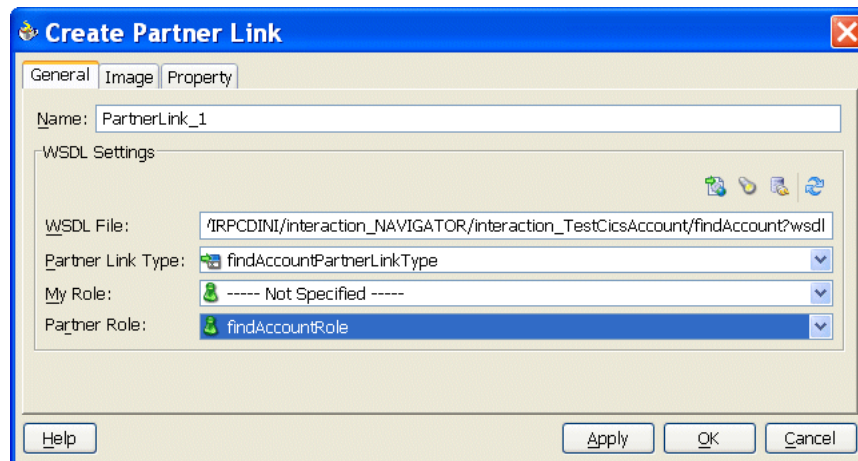 Create Partner Link
General Image Property
Name: PartnerLink_1
WSDL Settings
WSDL File: /IRPCDINI/interaction_NAVIGATOR/interaction_TestCicsAccount/findAccount?wsdl
Partner Link Type: findAccountPartnerLinkType
My Role: ----- Not Specified -----
Partner Role: findAccountRole
Help Apply OK Cancel